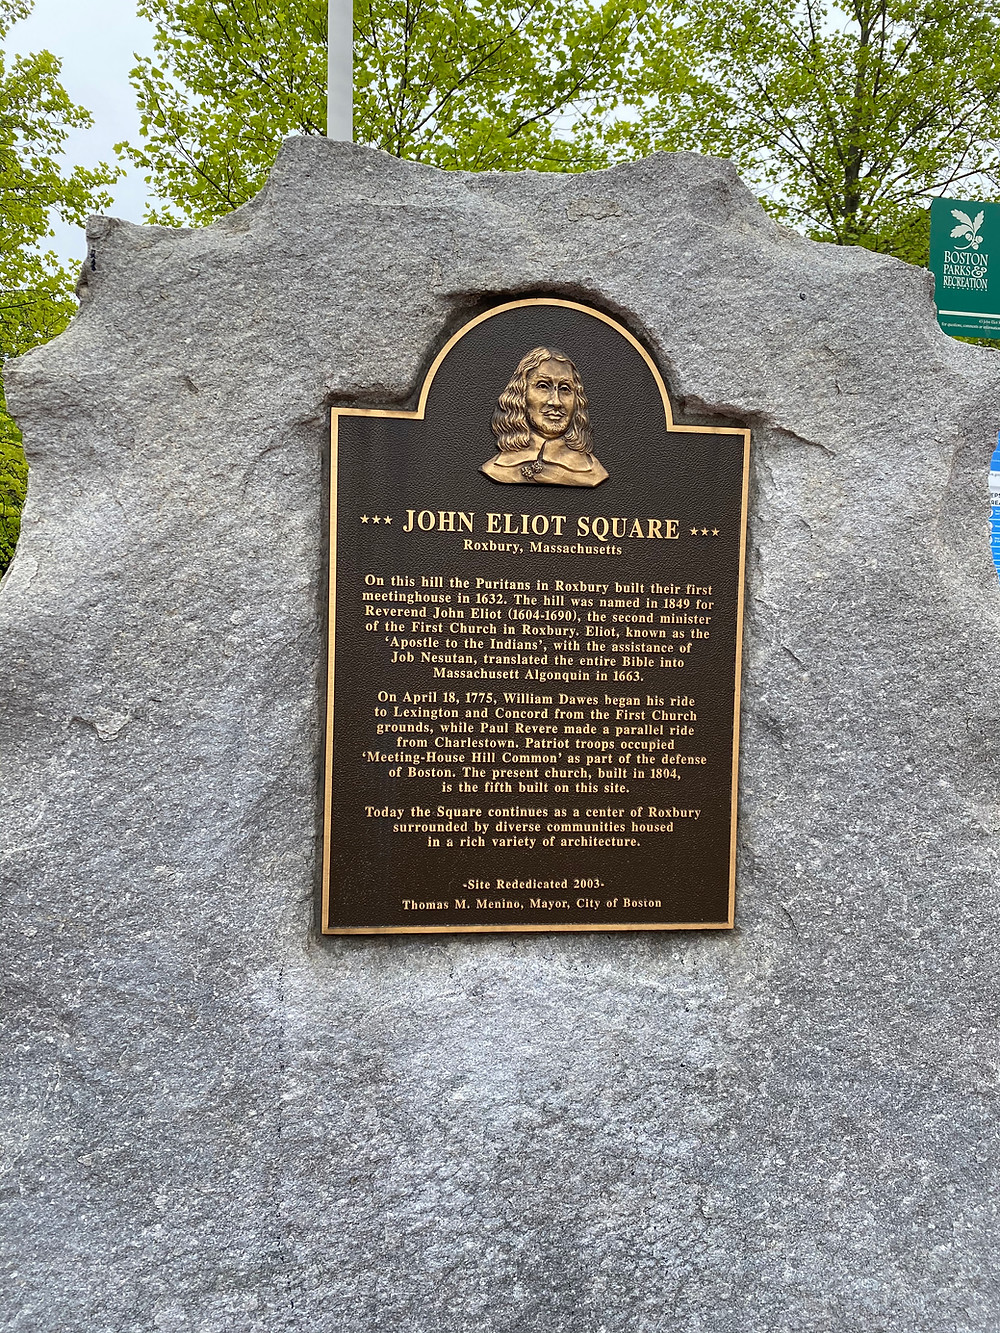 BOSTON
PARKS &
RECREATION
*** JOHN ELIOT SQUARE ***
Roxbury, Massachusetts
On this hill the Puritans in Roxbury built their first
meetinghouse in 1632. The hill was named in 1849 for
Reverend John Eliot (1604-1690), the second minister
of the First Church in Roxbury. Eliot, known as the
‘Apostle to the Indians’, with the assistance of
Job Nesutan, translated the entire Bible into
Massachusett Algonquin in 1663.
On April 18, 1775, William Dawes began his ride
to Lexington and Concord from the First Church
grounds, while Paul Revere made a parallel ride
from Charlestown. Patriot troops occupied
‘Meeting-House Hill Common’ as part of the defense
of Boston. The present church, built in 1804,
is the fifth built on this site.
Today the Square continues as a center of Roxbury
surrounded by diverse communities housed
in a rich variety of architecture.
-Site Rededicated 2003-
Thomas M. Menino, Mayor, City of Boston